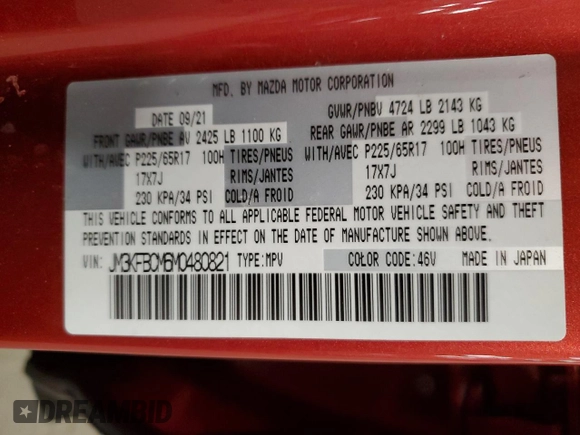 MFD. BY MAZDA MOTOR CORPORATION
DATE 09/21 GVWR/PNBV 4724 LB 2143 KG
FRONT GAWR/PNBE AV 2425 LB 1100 KG REAR GAWR/PNBE AR 2299 LB 1043 KG
WITH/AVEC P225/65R17 100H TIRES/PNEUS WITH/AVEC P225/65R17 100H TIRES/PNEUS
17X7J RIMS/JANTES 17X7J RIMS/JANTES
230 KPA/34 PSI COLD/A FROID 230 KPA/34 PSI COLD/A FROID
THIS VEHICLE CONFORMS TO ALL APPLICABLE FEDERAL MOTOR VEHICLE SAFETY AND THEFT
PREVENTION STANDARDS IN EFFECT ON THE DATE OF MANUFACTURE SHOWN ABOVE.
VIN: JM3KFBCM6M0480821 TYPE:MPV COLOR CODE:46V MADE IN JAPAN
DREAMBID